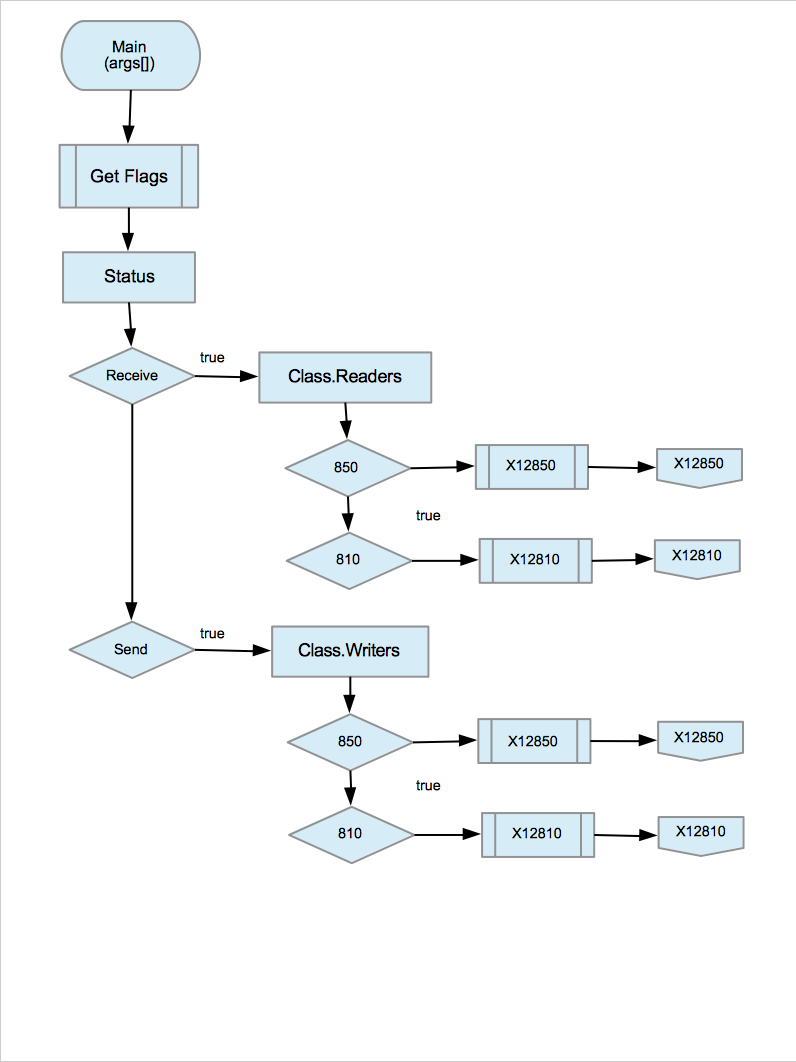 Main
(args[])
Get Flags
Status
Receive
true
Class.Readers
850
X12850
X12850
true
810
X12810
X12810
Send
true
Class.Writers
850
X12850
X12850
true
810
X12810
X12810